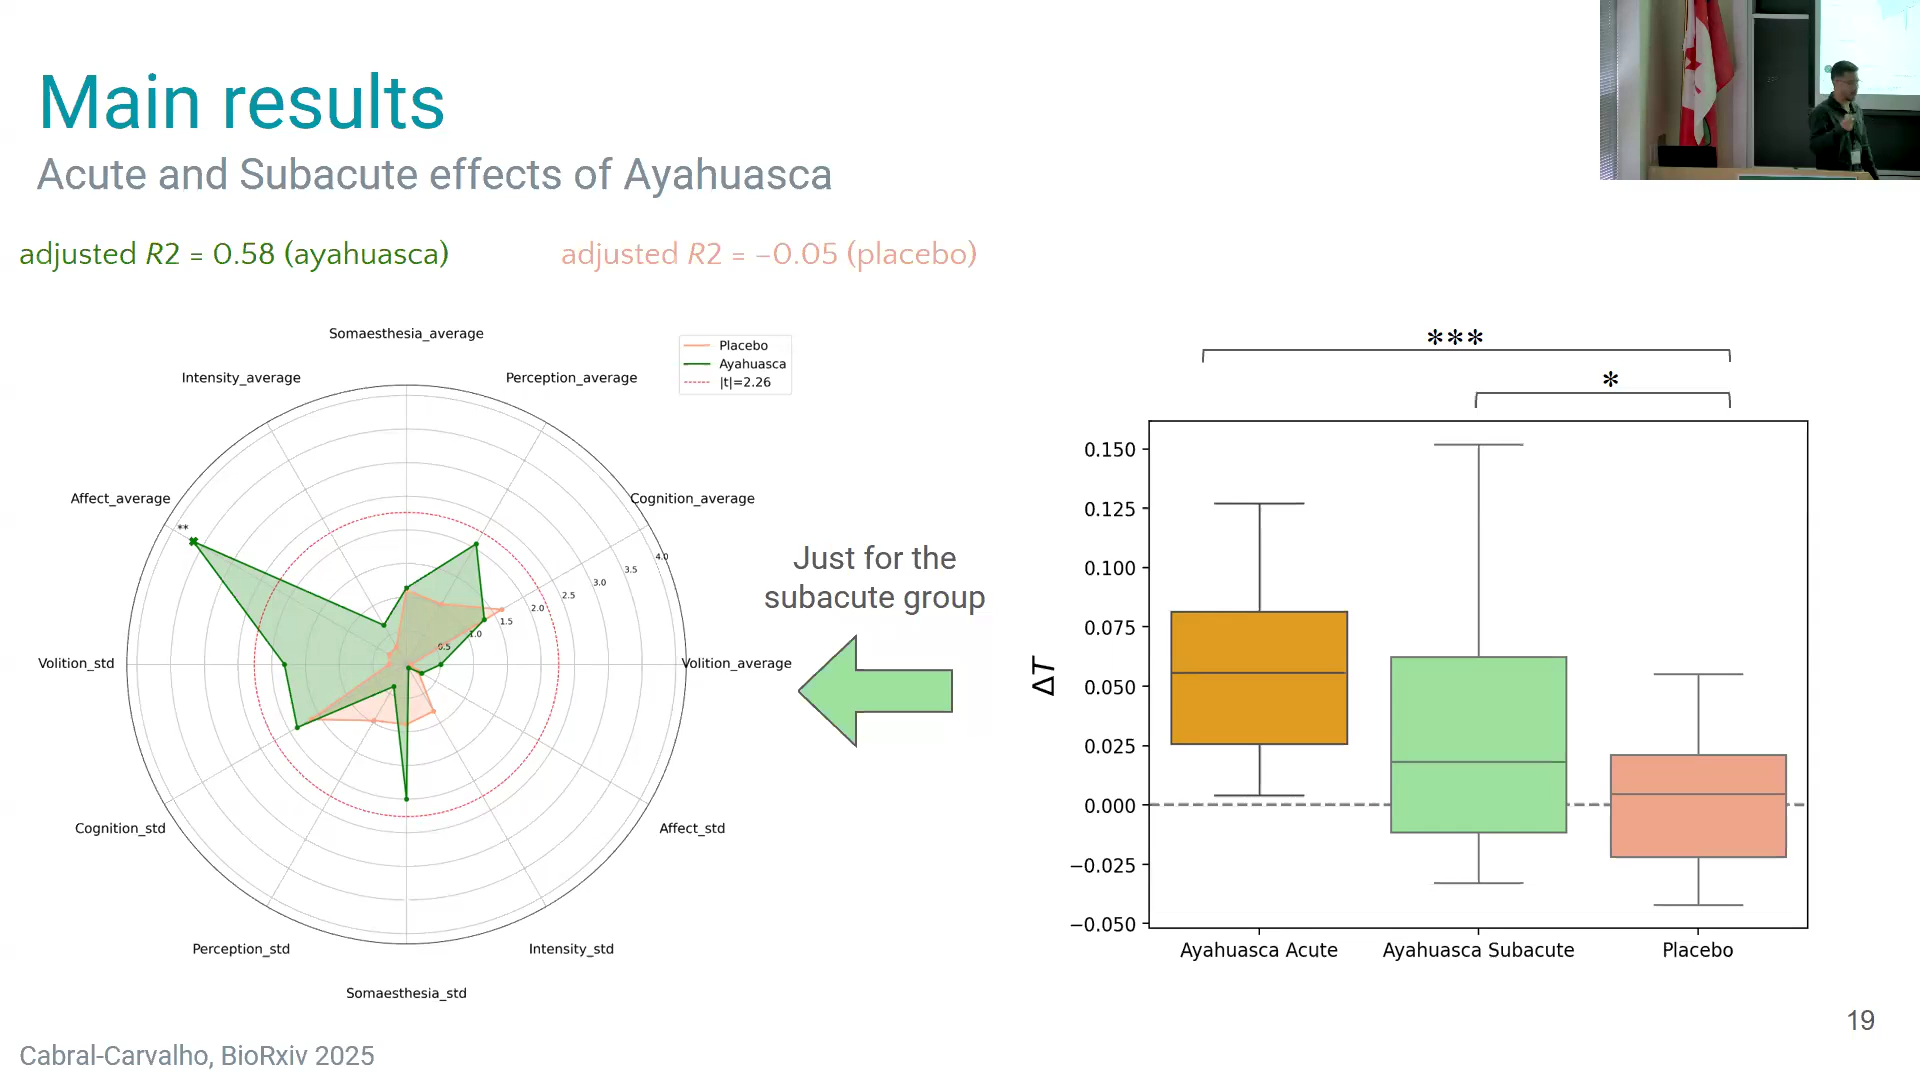 Main results
Acute and Subacute effects of Ayahuasca
adjusted R2 = 0.58 (ayahuasca)
adjusted R2 = −0.05 (placebo)
Somaesthesia_average
Intensity_average
Perception_average
Affect_average
Cognition_average
Volition_std
Volition_average
Cognition_std
Affect_std
Perception_std
Intensity_std
Somaesthesia_std
**
0.5
1.0
1.5
2.0
2.5
3.0
3.5
4.0
Placebo
Ayahuasca
|t|=2.26
Just for the
subacute group
***
*
ΔT
0.150
0.125
0.100
0.075
0.050
0.025
0.000
−0.025
−0.050
Ayahuasca Acute
Ayahuasca Subacute
Placebo
19
Cabral-Carvalho, BioRxiv 2025